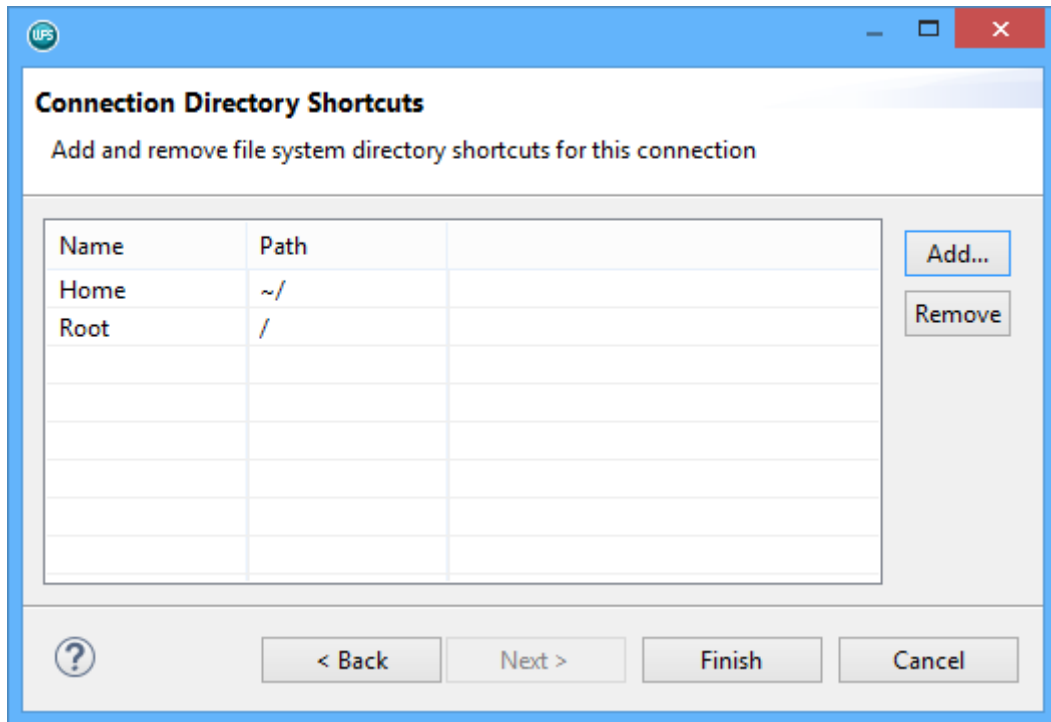 WPS
Connection Directory Shortcuts
Add and remove file system directory shortcuts for this connection
Name Path
Home ~/
Root /
Add...
Remove
?
< Back Next > Finish Cancel